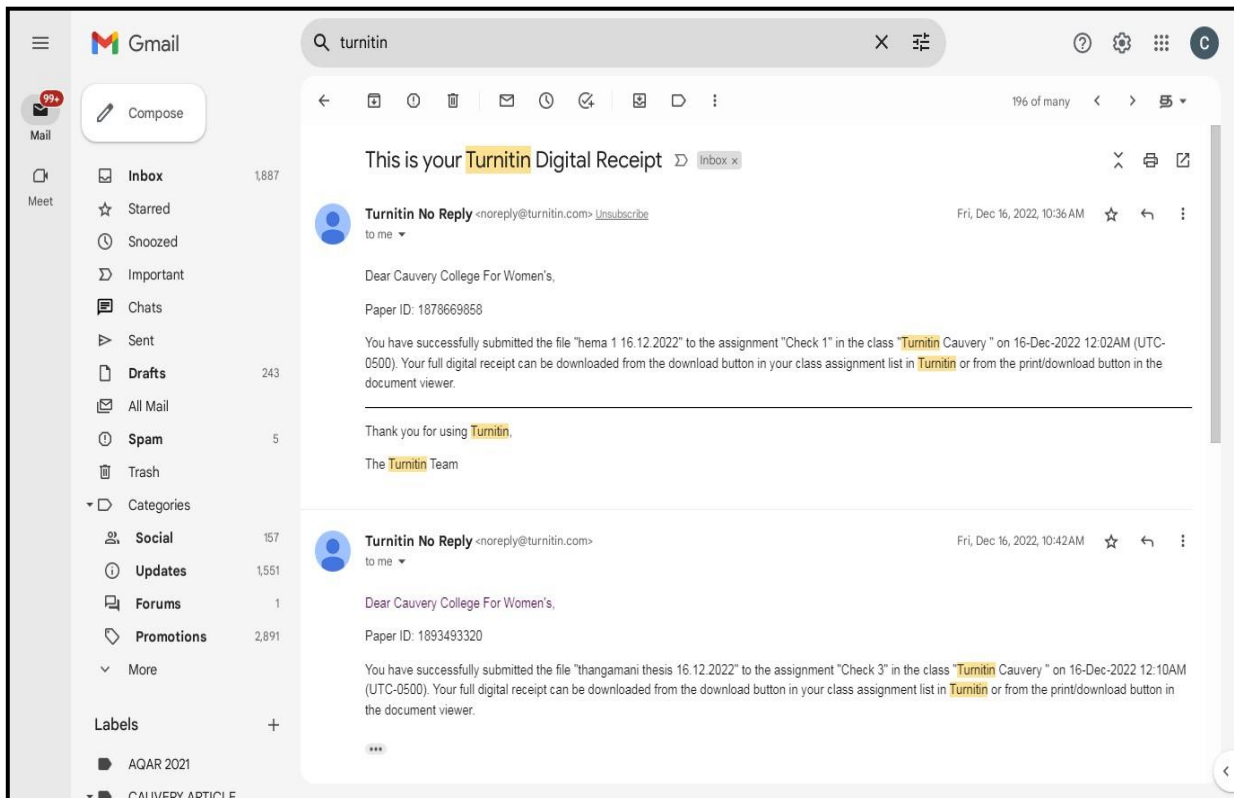 Gmail
turnitin
C
99+
Mail
Meet
Compose
Inbox 1,887
Starred
Snoozed
Important
Chats
Sent
Drafts 243
All Mail
Spam 5
Trash
Categories
Social 157
Updates 1,551
Forums 1
Promotions 2,891
More
Labels +
AQAR 2021
CAUVERY ARTICLE
196 of many
This is your Turnitin Digital Receipt Inbox x
Turnitin No Reply <noreply@turnitin.com> Unsubscribe Fri, Dec 16, 2022, 10:36 AM
to me
Dear Cauvery College For Women's,
Paper ID: 1878669858
You have successfully submitted the file "hema 1 16.12.2022" to the assignment "Check 1" in the class "Turnitin Cauvery " on 16-Dec-2022 12:02AM (UTC-
0500). Your full digital receipt can be downloaded from the download button in your class assignment list in Turnitin or from the print/download button in the
document viewer.
Thank you for using Turnitin,
The Turnitin Team
Turnitin No Reply <noreply@turnitin.com> Fri, Dec 16, 2022, 10:42 AM
to me
Dear Cauvery College For Women's,
Paper ID: 1893493320
You have successfully submitted the file "thangamani thesis 16.12.2022" to the assignment "Check 3" in the class "Turnitin Cauvery " on 16-Dec-2022 12:10AM
(UTC-0500). Your full digital receipt can be downloaded from the download button in your class assignment list in Turnitin or from the print/download button in
the document viewer.